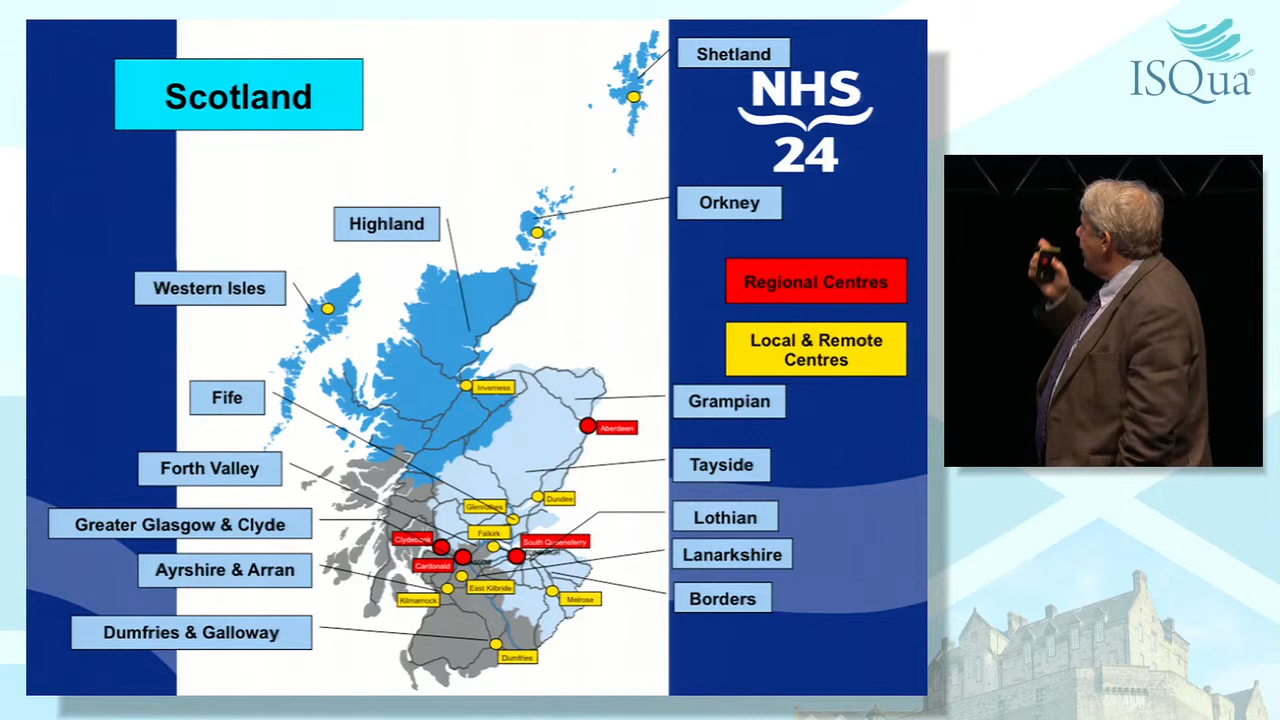 Scotland
Shetland
NHS
24
ISQua®
Orkney
Highland
Western Isles
Regional Centres
Local & Remote
Centres
Inverness
Fife
Grampian
Aberdeen
Forth Valley
Tayside
Dundee
Glenrothes
Greater Glasgow & Clyde
Lothian
Clydebank
Falkirk
South Queensferry
Lanarkshire
Cardonald
Ayrshire & Arran
East Kilbride
Kilmarnock
Melrose
Borders
Dumfries & Galloway
Dumfries